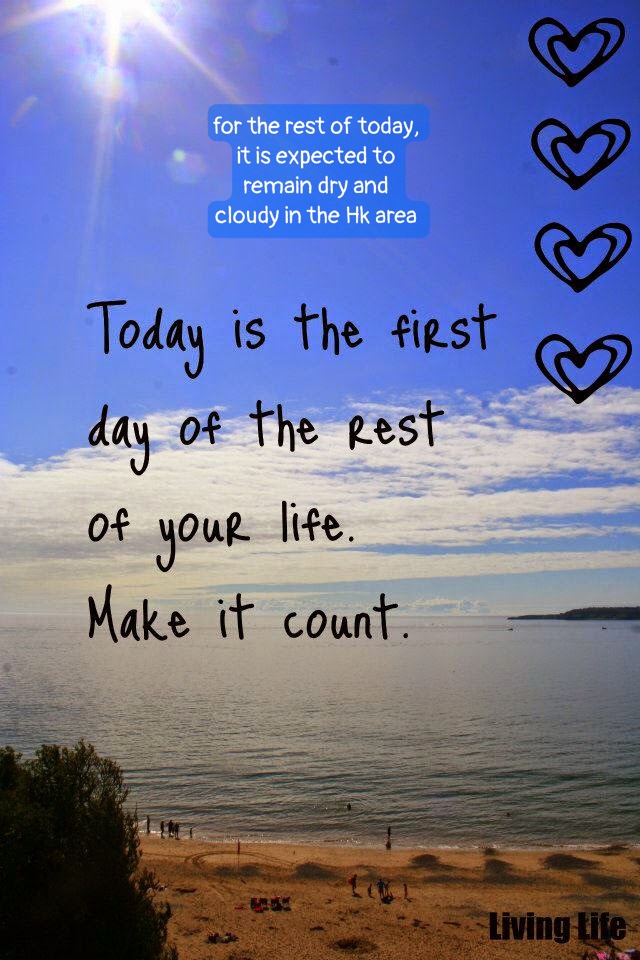 for the rest of today,
it is expected to
remain dry and
cloudy in the Hk area
Today is the first
day of the rest
of your life.
Make it count.
Living Life